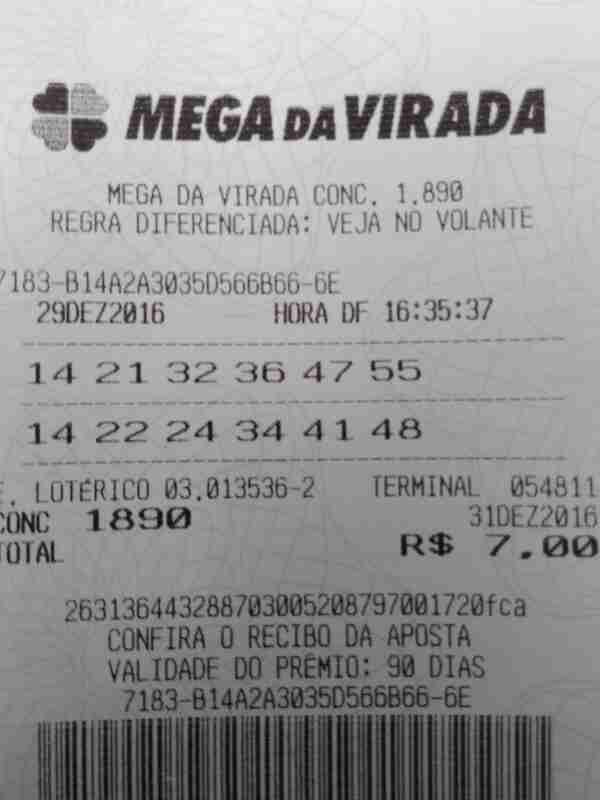 MEGA DA VIRADA
MEGA DA VIRADA CONC. 1.890
REGRA DIFERENCIADA: VEJA NO VOLANTE
7183-B14A2A3035D566B66-6E
29DEZ2016 HORA DF 16:35:37
14 21 32 36 47 55
14 22 24 34 41 48
E. LOTÉRICO 03.013536-2 TERMINAL 054811
CONC 1890 31DEZ2016
TOTAL R$ 7,00
263136443288703005208797001720fca
CONFIRA O RECIBO DA APOSTA
VALIDADE DO PRÊMIO: 90 DIAS
7183-B14A2A3035D566B66-6E